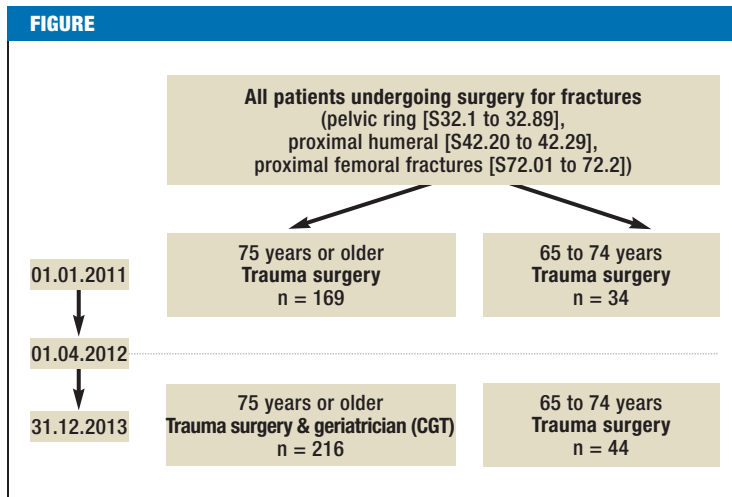 FIGURE
All patients undergoing surgery for fractures
(pelvic ring [S32.1 to 32.89],
proximal humeral [S42.20 to 42.29],
proximal femoral fractures [S72.01 to 72.2])
01.01.2011
75 years or older
Trauma surgery
n = 169
65 to 74 years
Trauma surgery
n = 34
01.04.2012
31.12.2013
75 years or older
Trauma surgery & geriatrician (CGT)
n = 216
65 to 74 years
Trauma surgery
n = 44